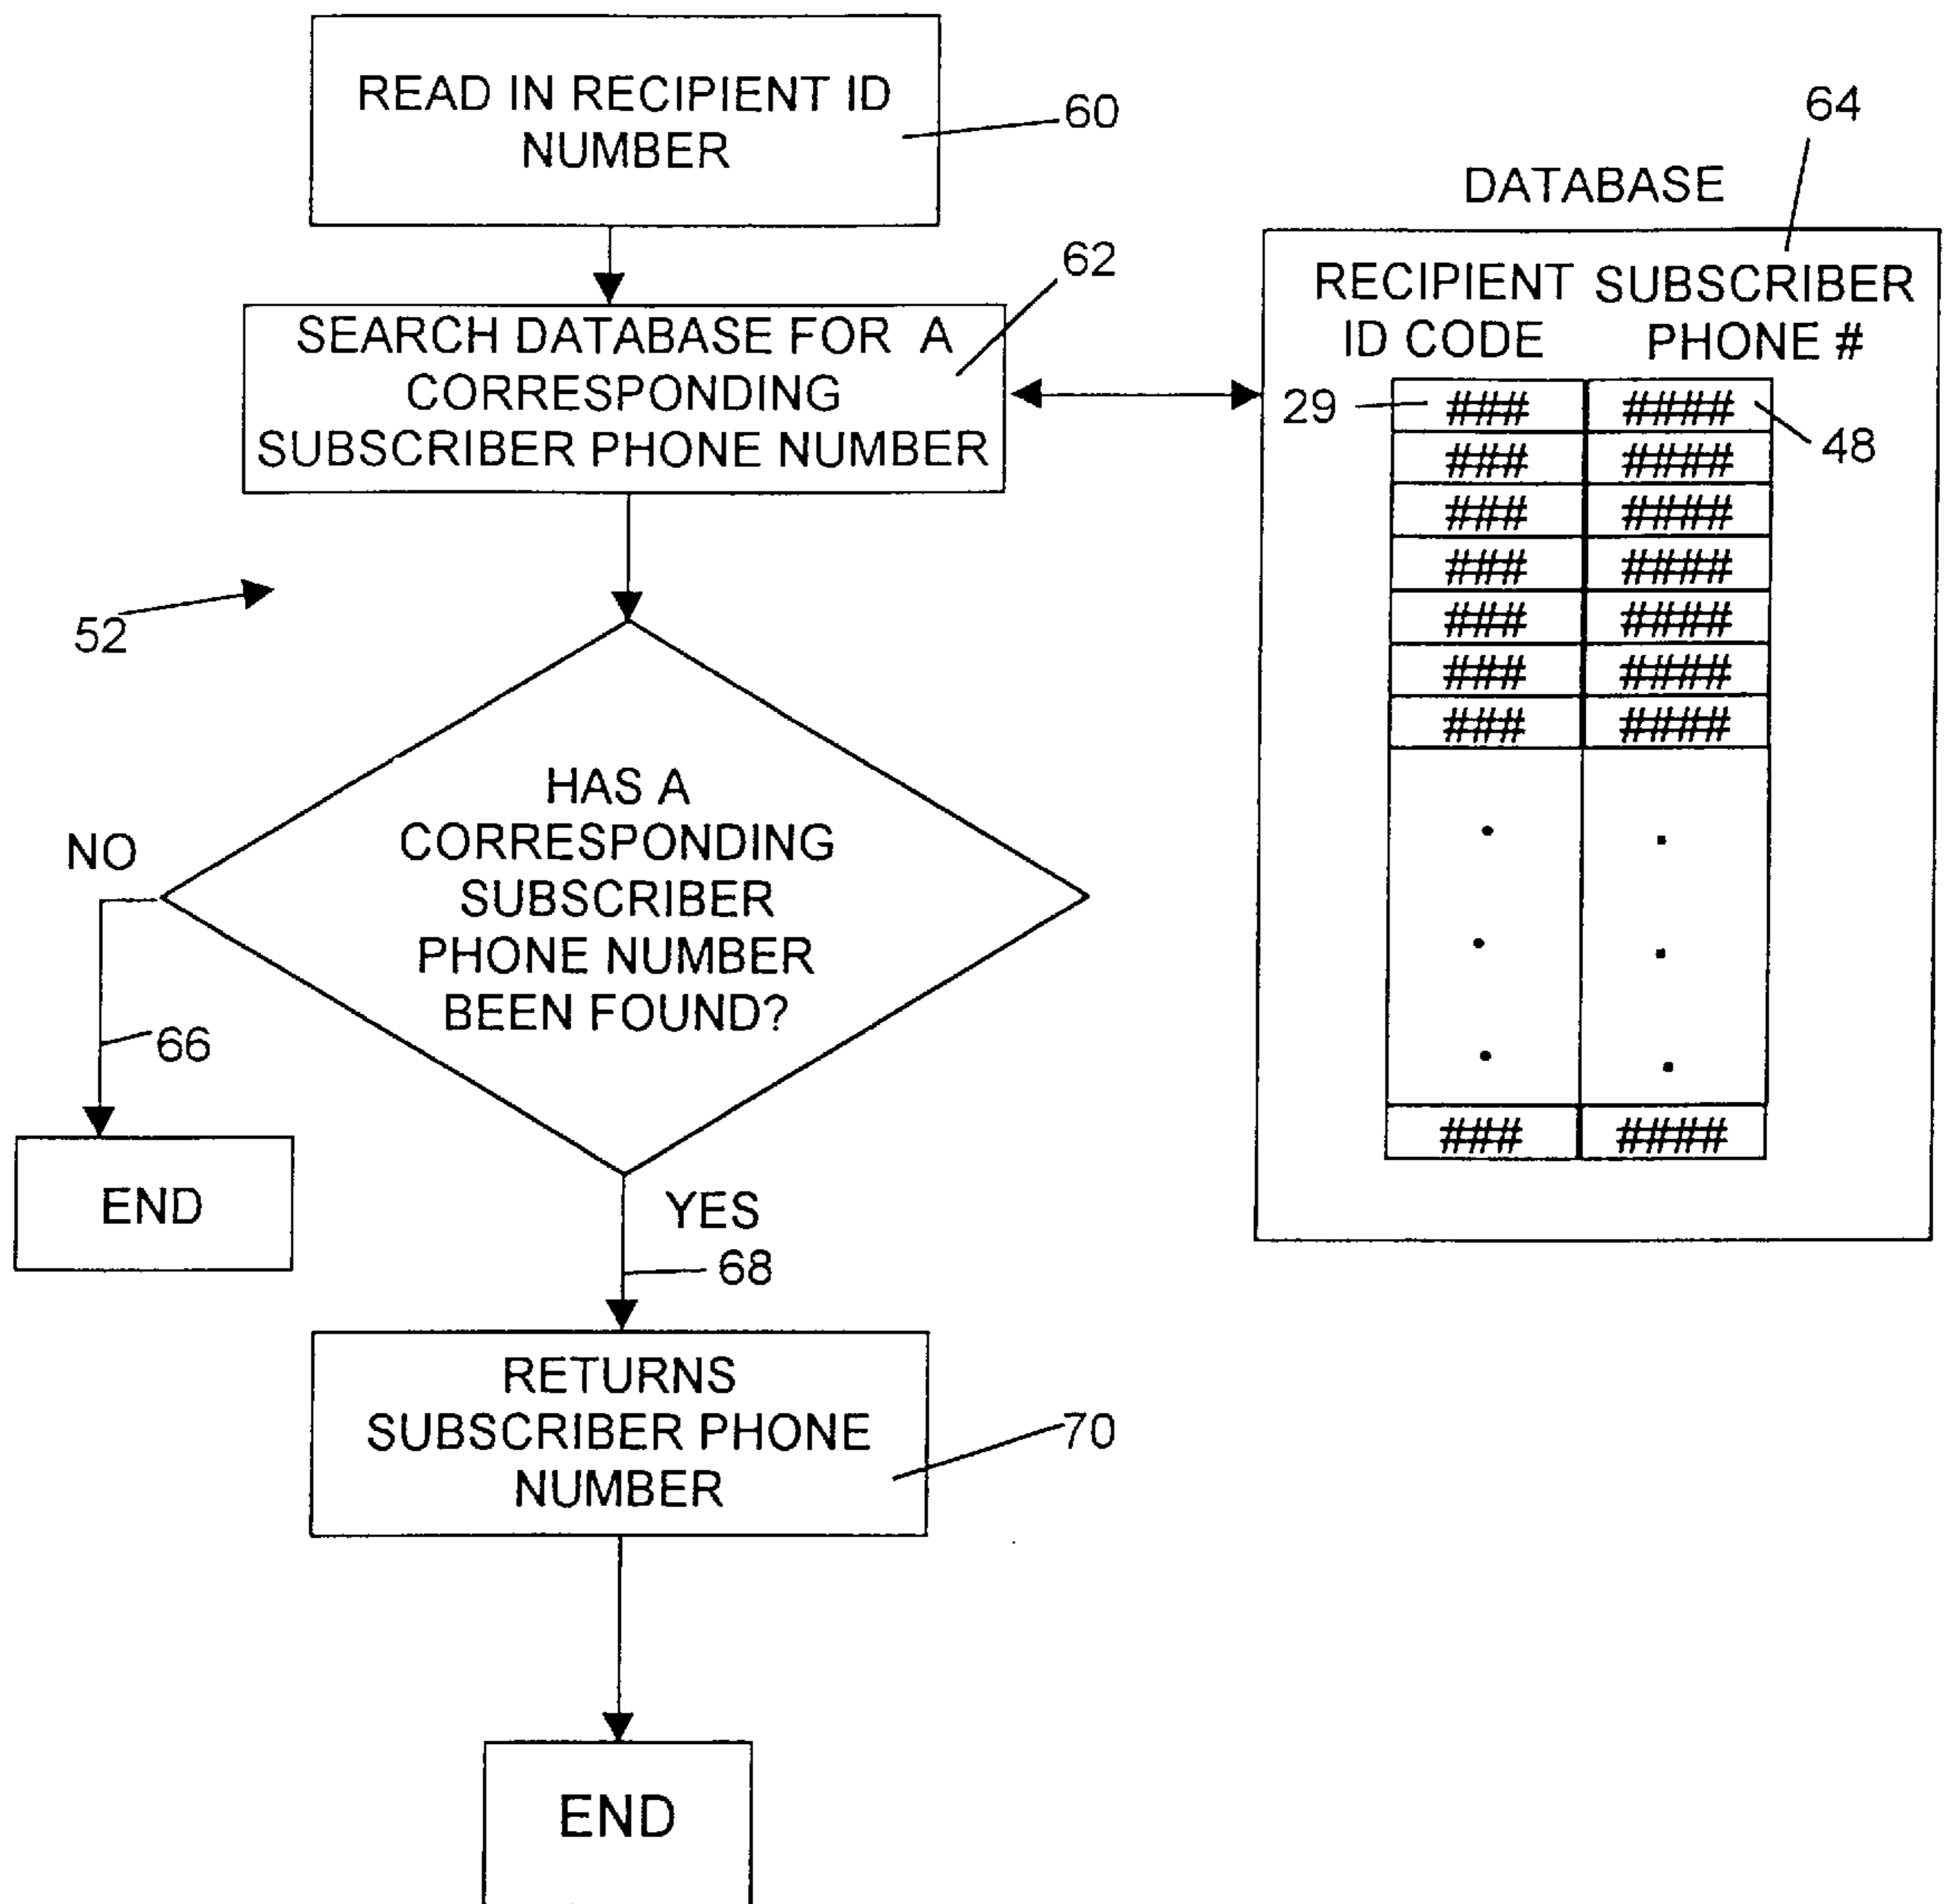 READ IN RECIPIENT ID
NUMBER
60
SEARCH DATABASE FOR A
CORRESPONDING
SUBSCRIBER PHONE NUMBER
62
52
HAS A
CORRESPONDING
SUBSCRIBER
PHONE NUMBER
BEEN FOUND?
NO
66
END
YES
68
RETURNS
SUBSCRIBER PHONE
NUMBER
70
END
64
DATABASE
RECIPIENT SUBSCRIBER
ID CODE PHONE #
29 ### #### 48
### ####
### ####
### ####
### ####
### ####
### ####
### ####